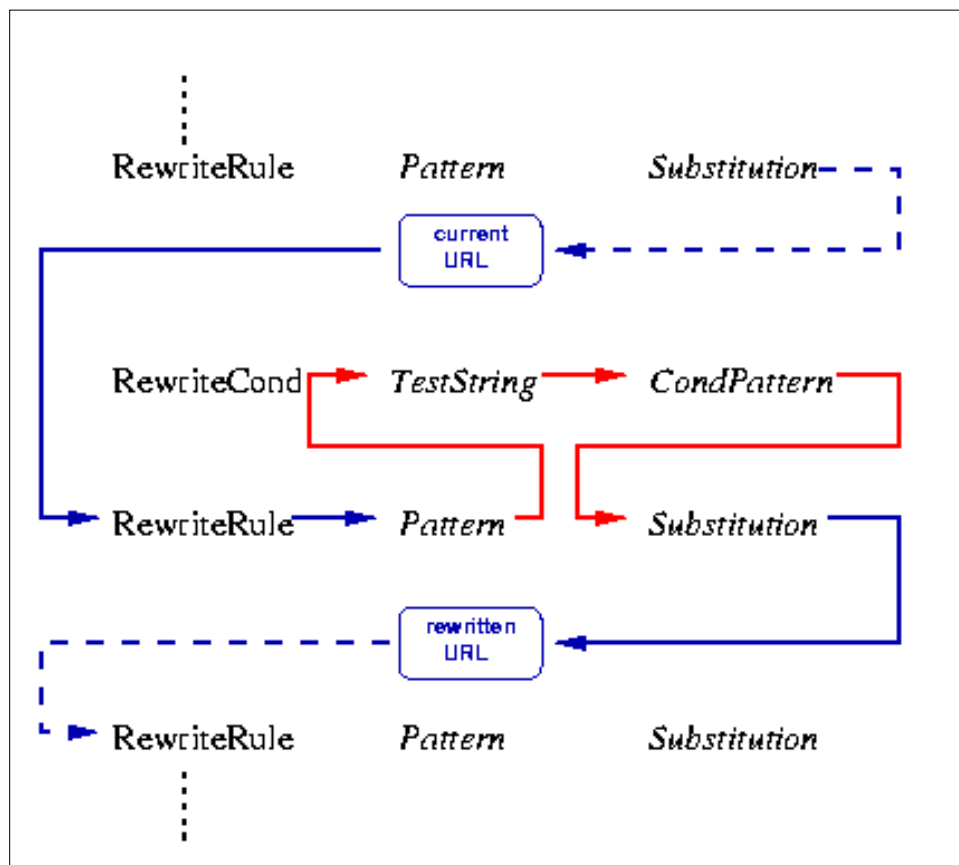 RewriteRule Pattern Substitution
current
URL
RewriteCond TestString CondPattern
RewriteRule Pattern Substitution
rewritten
URL
RewriteRule Pattern Substitution